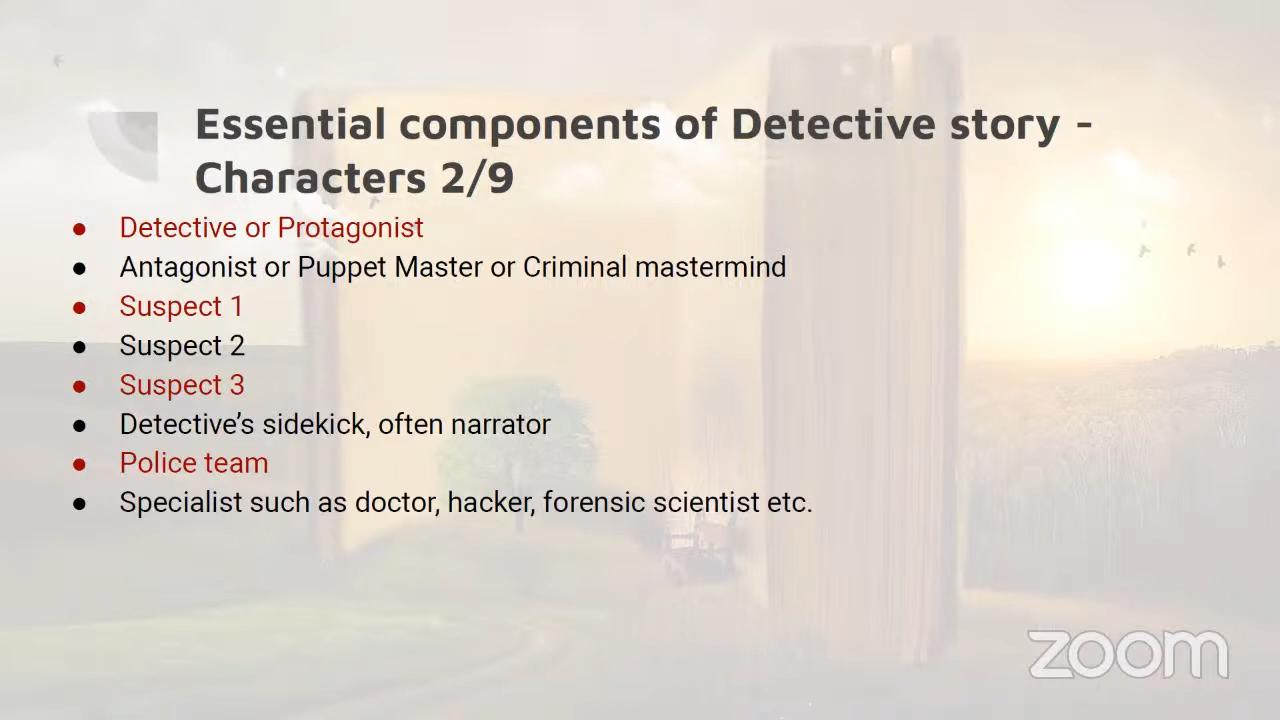 Essential components of Detective story -
Characters 2/9
● Detective or Protagonist
● Antagonist or Puppet Master or Criminal mastermind
● Suspect 1
● Suspect 2
● Suspect 3
● Detective’s sidekick, often narrator
● Police team
● Specialist such as doctor, hacker, forensic scientist etc.
zoom